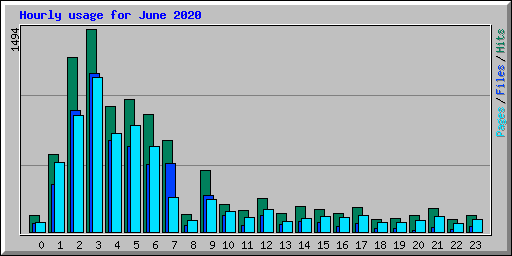 Hourly usage for June 2020
1494
Pages/Files/Hits
0 1 2 3 4 5 6 7 8 9 10 11 12 13 14 15 16 17 18 19 20 21 22 23